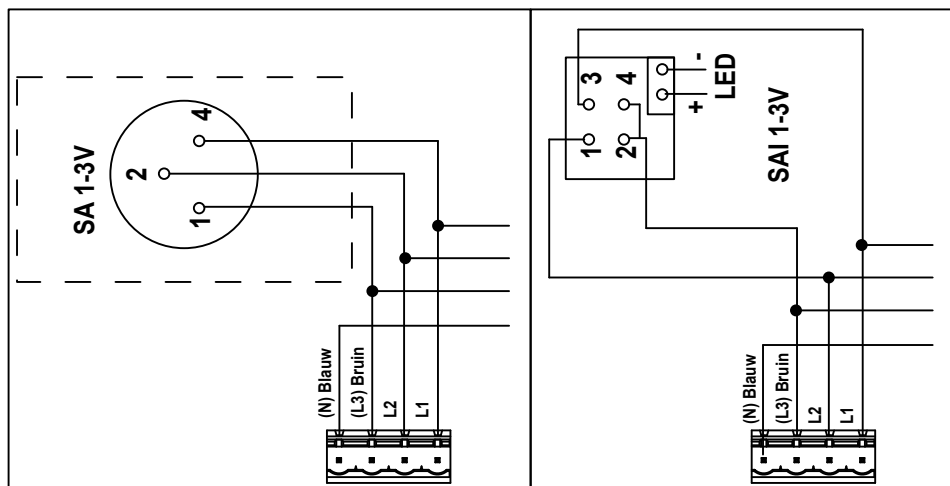 SA 1-3V
4
2
1
(N) Blauw
(L3) Bruin
L2
L1
3
4
1
2
-
+
LED
SAI 1-3V
(N) Blauw
(L3) Bruin
L2
L1